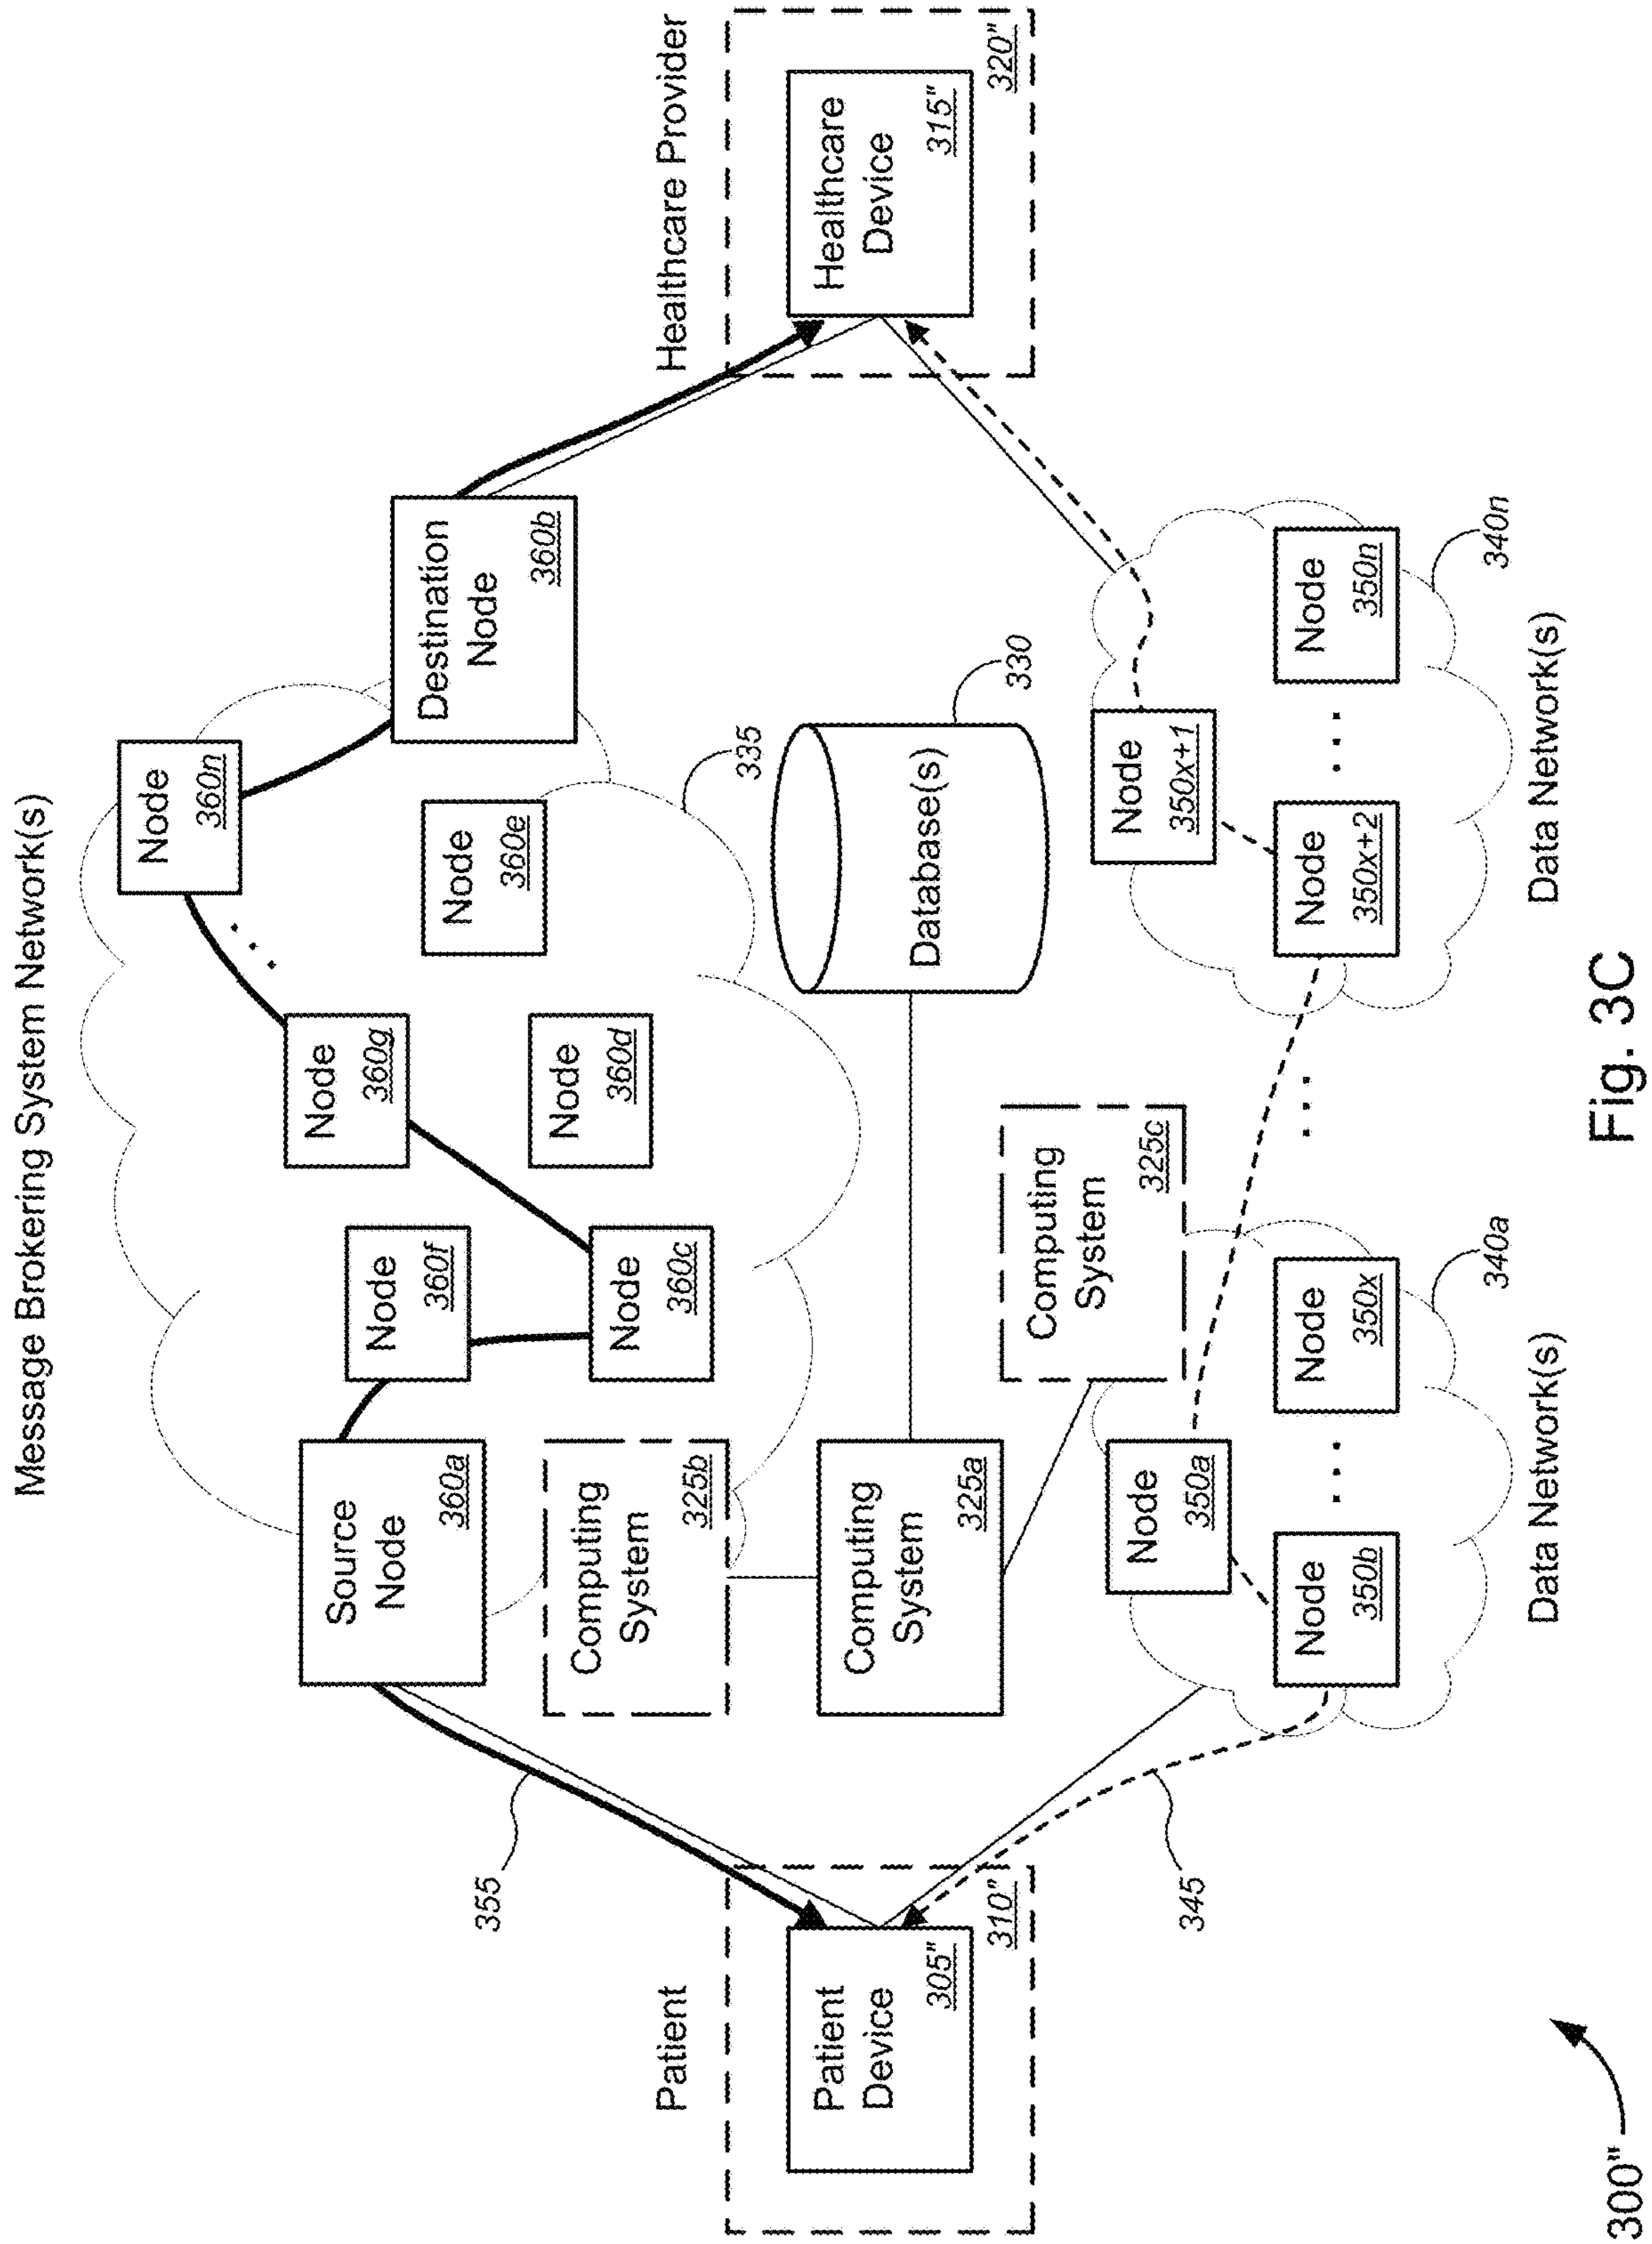 Message Brokering System Network(s)
Node
360n
Source
Node
360a
Node
360f
Node
360g
Node
360e
Destination
Node
360b
Node
360c
Node
360d
Computing
System
325b
335
355
Patient
Healthcare Provider
Patient
Device
305"
310"
Computing
System
325a
Database(s)
330
Healthcare
Device
315"
320"
Computing
System
325c
345
Node
350a
Node
350b
...
Node
350x
340a
Data Network(s)
...
Node
350x+1
Node
350x+2
...
Node
350n
340n
Data Network(s)
...
300"
Fig. 3C